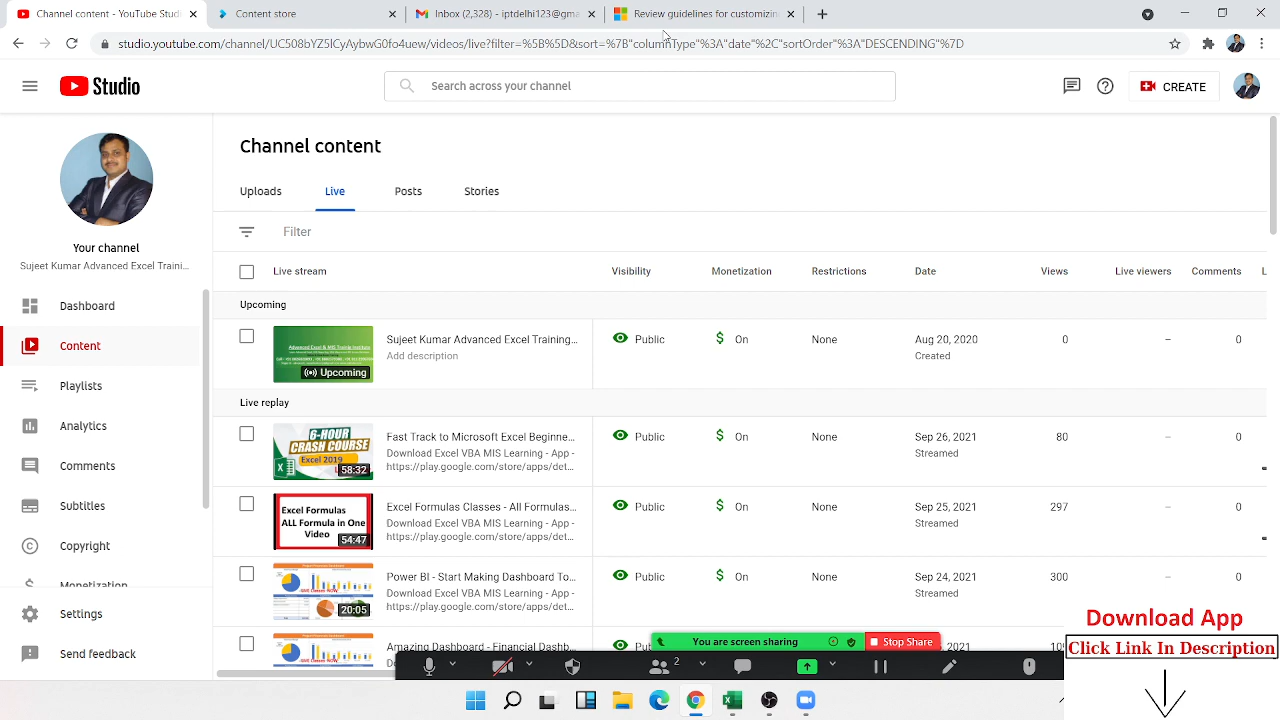 Channel content - YouTube Studio
Content store
Inbox (2,328) - iptdelhi123@gma
Review guidelines for customizin
studio.youtube.com/channel/UC508bYZ5lCyAybwG0fo4uew/videos/live?filter=%5B%5D&sort=%7B"columnType"%3A"date"%2C"sortOrder"%3A"DESCENDING"%7D
Studio
Search across your channel
CREATE
Your channel
Sujeet Kumar Advanced Excel Traini...
Dashboard
Content
Playlists
Analytics
Comments
Subtitles
Copyright
Monetization
Settings
Send feedback
Channel content
Uploads Live Posts Stories
Filter
Live stream Visibility Monetization Restrictions Date Views Live viewers Comments L
Upcoming
Upcoming
Sujeet Kumar Advanced Excel Training... Public On None Aug 20, 2020 0 – 0
Add description Created
Live replay
6-HOUR
CRASH COURSE
Excel 2019
58:32
Fast Track to Microsoft Excel Beginne... Public On None Sep 26, 2021 80 – 0
Download Excel VBA MIS Learning - App - Streamed
https://play.google.com/store/apps/det...
Excel Formulas
ALL Formula in One
Video
54:47
Excel Formulas Classes - All Formulas... Public On None Sep 25, 2021 297 – 0
Download Excel VBA MIS Learning - App - Streamed
https://play.google.com/store/apps/det...
20:05
Power BI - Start Making Dashboard To... Public On None Sep 24, 2021 300 – 0
Download Excel VBA MIS Learning - App - Streamed
https://play.google.com/store/apps/det...
Amazing Dashboard - Financial Dashb...
You are screen sharing Stop Share
2
Download App
Click Link In Description